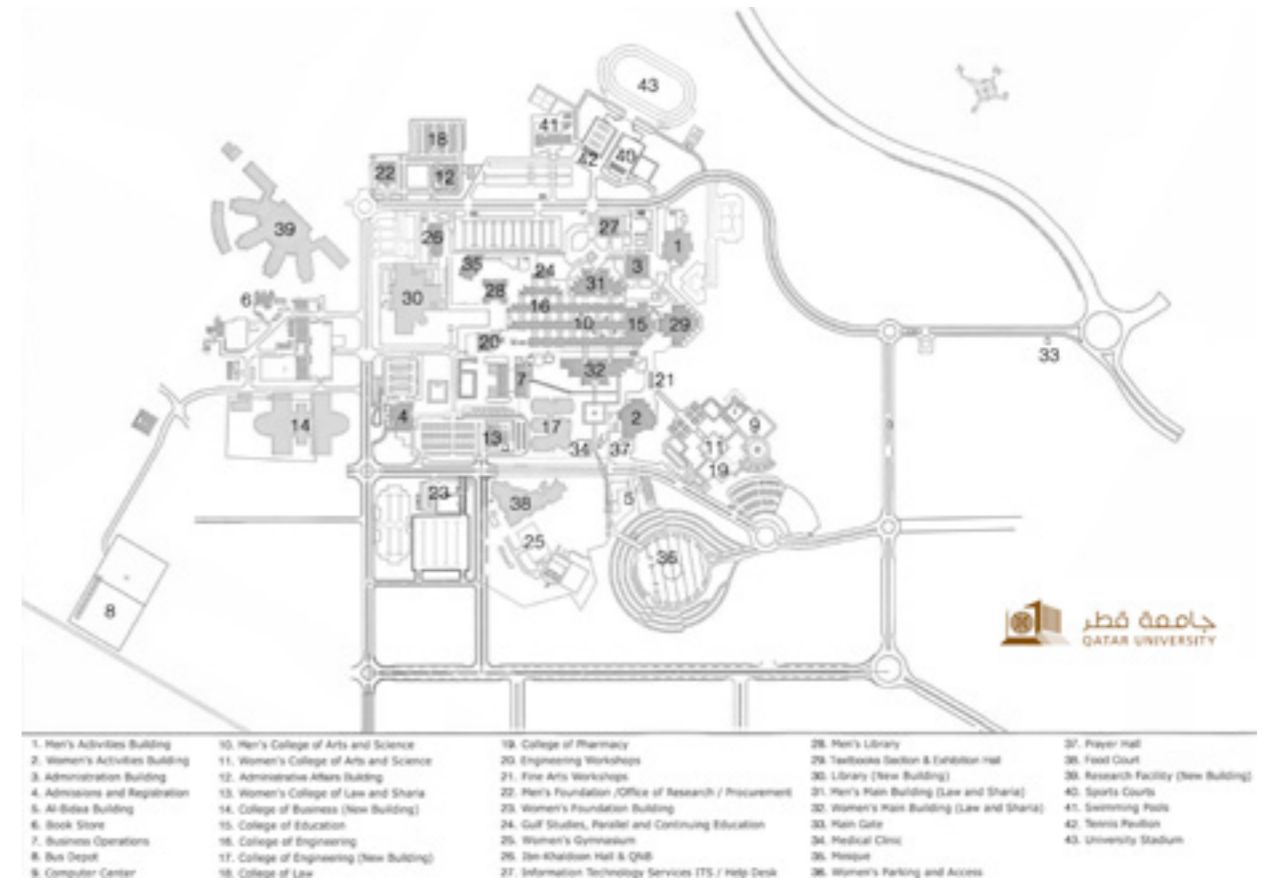 43
41
18
42
40
22
12
39
27
26
1
35
24
3
31
28
30
6
16
10
15
29
20
33
32
7
21
4
2
9
14
17
13
34
37
11
19
23
38
5
25
36
8
جامعة قطر
QATAR UNIVERSITY
1. Men's Activities Building
2. Women's Activities Building
3. Administration Building
4. Admissions and Registration
5. Al-Bidea Building
6. Book Store
7. Business Operations
8. Bus Depot
9. Computer Center
10. Men's College of Arts and Science
11. Women's College of Arts and Science
12. Administrative Affairs Building
13. Women's College of Law and Sharia
14. College of Business (New Building)
15. College of Education
16. College of Engineering
17. College of Engineering (New Building)
18. College of Law
19. College of Pharmacy
20. Engineering Workshops
21. Fine Arts Workshops
22. Men's Foundation /Office of Research / Procurement
23. Women's Foundation Building
24. Gulf Studies, Parallel and Continuing Education
25. Women's Gymnasium
26. Ibn-Khaldoon Hall & QNB
27. Information Technology Services ITS / Help Desk
28. Men's Library
29. Textbooks Section & Exhibition Hall
30. Library (New Building)
31. Men's Main Building (Law and Sharia)
32. Women's Main Building (Law and Sharia)
33. Main Gate
34. Medical Clinic
35. Mosque
36. Women's Parking and Access
37. Prayer Hall
38. Food Court
39. Research Facility (New Building)
40. Sports Courts
41. Swimming Pools
42. Tennis Pavilion
43. University Stadium